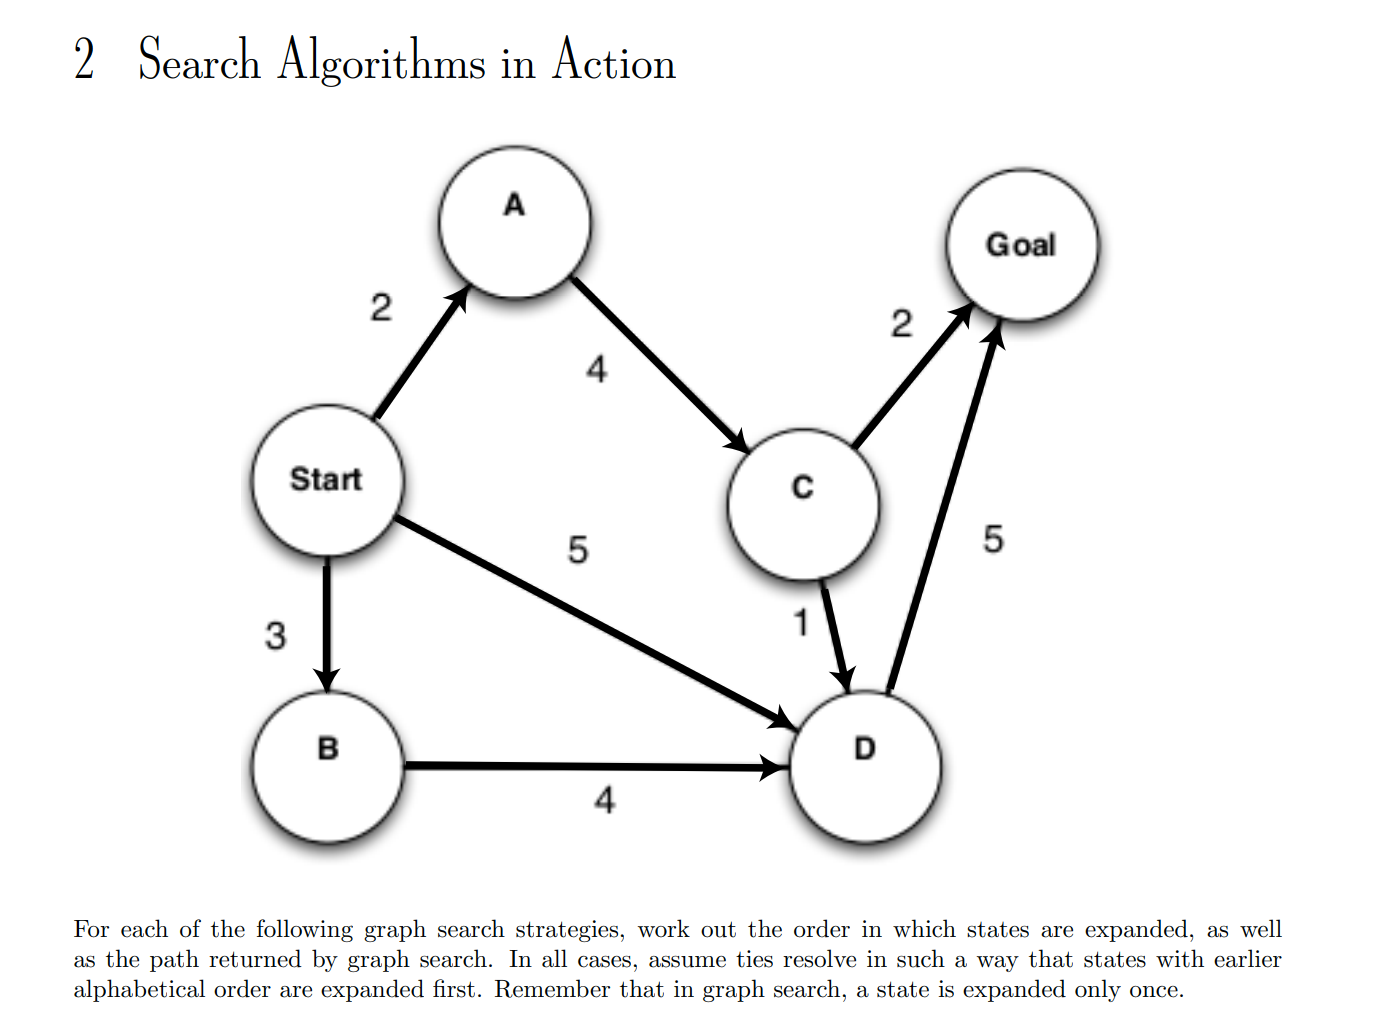 2 Search Algorithms in Action
A
Goal
2
2
4
Start
C
5
5
1
3
B
D
4
For each of the following graph search strategies, work out the order in which states are expanded, as well
as the path returned by graph search. In all cases, assume ties resolve in such a way that states with earlier
alphabetical order are expanded first. Remember that in graph search, a state is expanded only once.